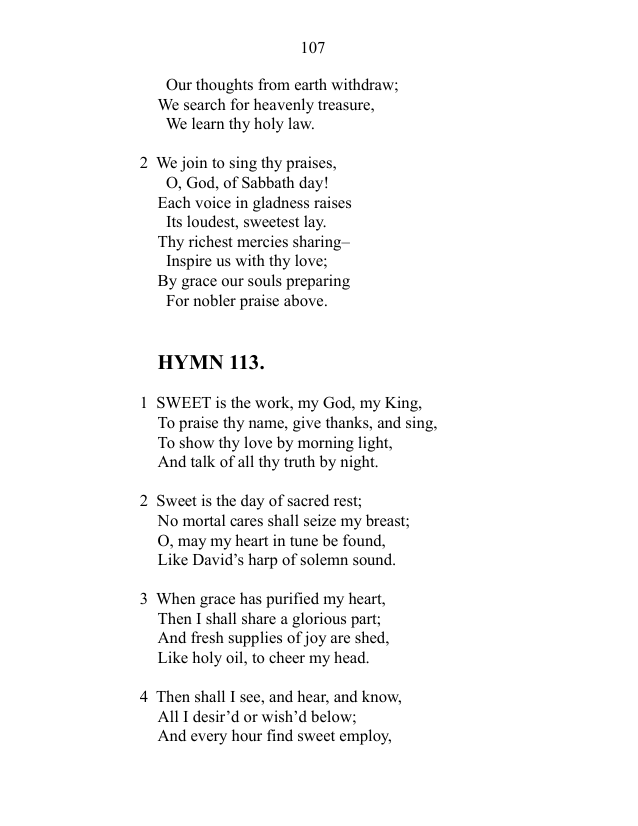 107
Our thoughts from earth withdraw;
We search for heavenly treasure,
We learn thy holy law.
2 We join to sing thy praises,
O, God, of Sabbath day!
Each voice in gladness raises
Its loudest, sweetest lay.
Thy richest mercies sharing–
Inspire us with thy love;
By grace our souls preparing
For nobler praise above.
HYMN 113.
1 SWEET is the work, my God, my King,
To praise thy name, give thanks, and sing,
To show thy love by morning light,
And talk of all thy truth by night.
2 Sweet is the day of sacred rest;
No mortal cares shall seize my breast;
O, may my heart in tune be found,
Like David’s harp of solemn sound.
3 When grace has purified my heart,
Then I shall share a glorious part;
And fresh supplies of joy are shed,
Like holy oil, to cheer my head.
4 Then shall I see, and hear, and know,
All I desir’d or wish’d below;
And every hour find sweet employ,